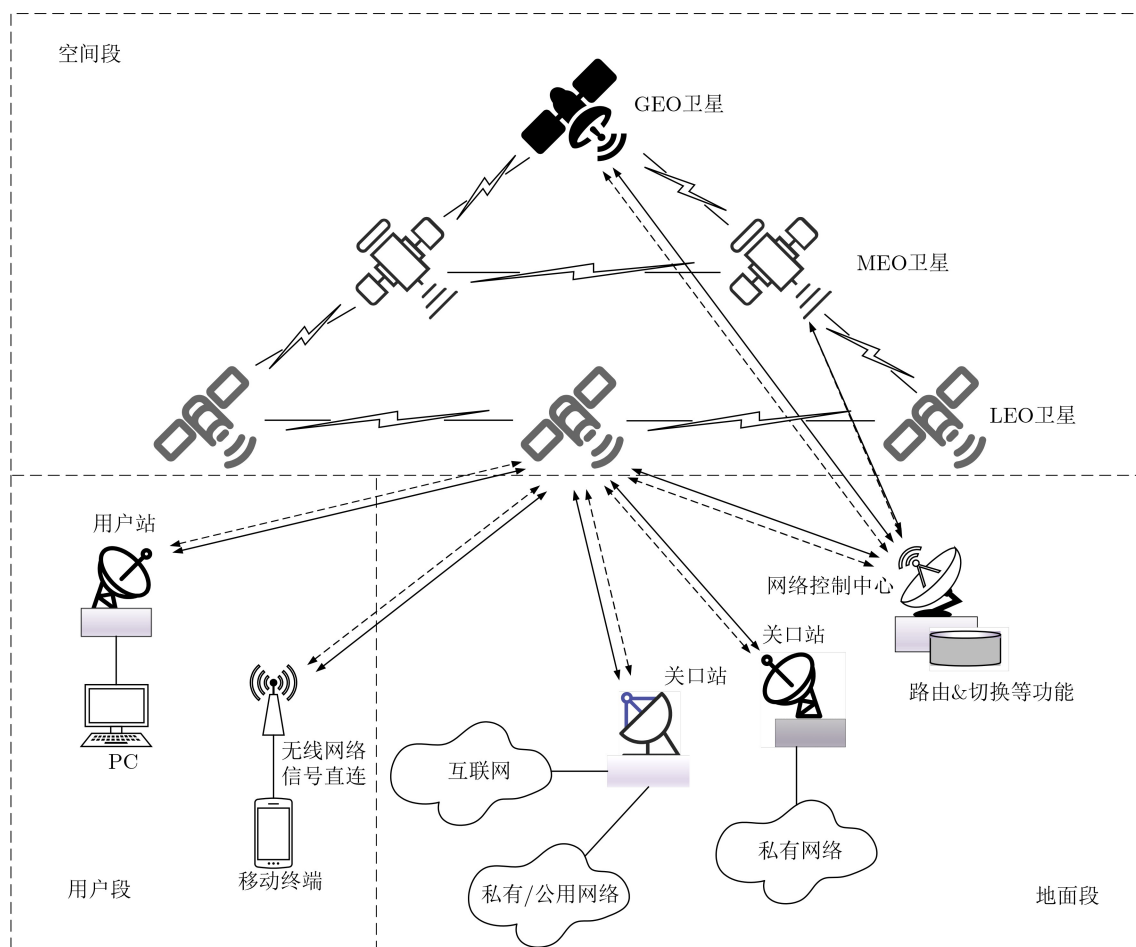 空间段
GEO卫星
MEO卫星
LEO卫星
用户站
网络控制中心
关口站
关口站
路由&切换等功能
PC
无线网络
信号直连
互联网
私有网络
移动终端
私有/公用网络
用户段
地面段